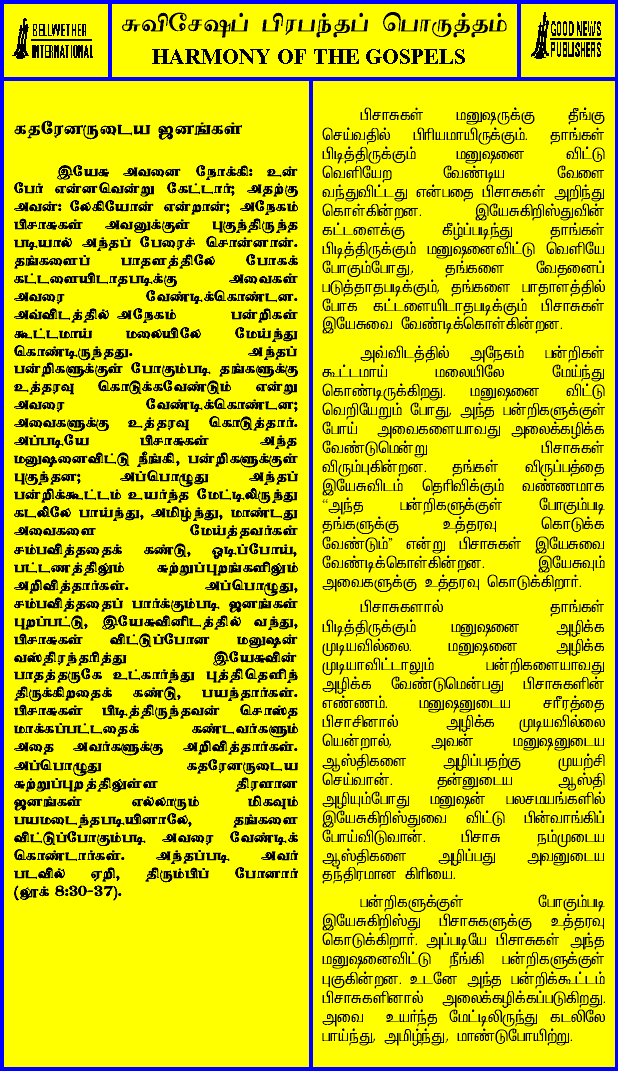 BELLWETHER
INTERNATIONAL
சுவிசேஷப் பிரபந்தப் பொருத்தம்
HARMONY OF THE GOSPELS
GOOD NEWS
PUBLISHERS
கதரேனருடைய ஜனங்கள்
இயேசு அவனை நோக்கி: உன்
பேர் என்னவென்று கேட்டார்; அதற்கு
அவன்: லேகியோன் என்றான்; அநேகம்
பிசாசுகள் அவனுக்குள் புகுந்திருந்த
படியால் அந்தப் பேரைச் சொன்னான்.
தங்களைப் பாதளத்திலே போகக்
கட்டளையிடாதபடிக்கு அவைகள்
அவரை வேண்டிக்கொண்டன.
அவ்விடத்தில் அநேகம் பன்றிகள்
கூட்டமாய் மலையிலே மேய்ந்து
கொண்டிருந்தது. அந்தப்
பன்றிகளுக்குள் போகும்படி தங்களுக்கு
உத்தரவு கொடுக்கவேண்டும் என்று
அவரை வேண்டிக்கொண்டன;
அவைகளுக்கு உத்தரவு கொடுத்தார்.
அப்படியே பிசாசுகள் அந்த
மனுஷனைவிட்டு நீங்கி, பன்றிகளுக்குள்
புகுந்தன; அப்பொழுது அந்தப்
பன்றிக்கூட்டம் உயர்ந்த மேட்டிலிருந்து
கடலிலே பாய்ந்து, அமிழ்ந்து, மாண்டது
அவைகளை மேய்த்தவர்கள்
சம்பவித்ததைக் கண்டு, ஓடிப்போய்,
பட்டணத்திலும் சுற்றுப்புறங்களிலும்
அறிவித்தார்கள். அப்பொழுது,
சம்பவித்ததைப் பார்க்கும்படி ஜனங்கள்
புறப்பட்டு, இயேசுவினிடத்தில் வந்து,
பிசாசுகள் விட்டுப்போன மனுஷன்
வஸ்திரந்தரித்து இயேசுவின்
பாதத்தருகே உட்கார்ந்து புத்திதெளிந்
திருக்கிறதைக் கண்டு, பயந்தார்கள்.
பிசாசுகள் பிடித்திருந்தவன் சொஸ்த
மாக்கப்பட்டதைக் கண்டவர்களும்
அதை அவர்களுக்கு அறிவித்தார்கள்.
அப்பொழுது கதரேனருடைய
சுற்றுப்புறத்திலுள்ள திரளான
ஜனங்கள் எல்லாரும் மிகவும்
பயமடைந்தபடியினாலே, தங்களை
விட்டுப்போகும்படி அவரை வேண்டிக்
கொண்டார்கள். அந்தப்படி அவர்
படவில் ஏறி, திரும்பிப் போனார்
(லூக் 8:30-37).
பிசாசுகள் மனுஷருக்கு தீங்கு
செய்வதில் பிரியமாயிருக்கும். தாங்கள்
பிடித்திருக்கும் மனுஷனை விட்டு
வெளியேற வேண்டிய வேளை
வந்துவிட்டது என்பதை பிசாசுகள் அறிந்து
கொள்கின்றன. இயேசுகிறிஸ்துவின்
கட்டளைக்கு கீழ்ப்படிந்து தாங்கள்
பிடித்திருக்கும் மனுஷனைவிட்டு வெளியே
போகும்போது, தங்களை வேதனைப்
படுத்தாதபடிக்கும், தங்களை பாதாளத்தில்
போக கட்டளையிடாதபடிக்கும் பிசாசுகள்
இயேசுவை வேண்டிக்கொள்கின்றன.
அவ்விடத்தில் அநேகம் பன்றிகள்
கூட்டமாய் மலையிலே மேய்ந்து
கொண்டிருக்கிறது. மனுஷனை விட்டு
வெறியேறும் போது, அந்த பன்றிகளுக்குள்
போய் அவைகளையாவது அலைக்கழிக்க
வேண்டுமென்று பிசாசுகள்
விரும்புகின்றன. தங்கள் விருப்பத்தை
இயேசுவிடம் தெரிவிக்கும் வண்ணமாக
“அந்த பன்றிகளுக்குள் போகும்படி
தங்களுக்கு உத்தரவு கொடுக்க
வேண்டும்” என்று பிசாசுகள் இயேசுவை
வேண்டிக்கொள்கின்றன. இயேசுவும்
அவைகளுக்கு உத்தரவு கொடுக்கிறார்.
பிசாசுகளால் தாங்கள்
பிடித்திருக்கும் மனுஷனை அழிக்க
முடியவில்லை. மனுஷனை அழிக்க
முடியாவிட்டாலும் பன்றிகளையாவது
அழிக்க வேண்டுமென்பது பிசாசுகளின்
எண்ணம். மனுஷனுடைய சரீரத்தை
பிசாசினால் அழிக்க முடியவில்லை
யென்றால், அவன் மனுஷனுடைய
ஆஸ்திகளை அழிப்பதற்கு முயற்சி
செய்வான். தன்னுடைய ஆஸ்தி
அழியும்போது மனுஷன் பலசமயங்களில்
இயேசுகிறிஸ்துவை விட்டு பின்வாங்கிப்
போய்விடுவான். பிசாசு நம்முடைய
ஆஸ்திகளை அழிப்பது அவனுடைய
தந்திரமான கிரியை.
பன்றிகளுக்குள் போகும்படி
இயேசுகிறிஸ்து பிசாசுகளுக்கு உத்தரவு
கொடுக்கிறார். அப்படியே பிசாசுகள் அந்த
மனுஷனைவிட்டு நீங்கி பன்றிகளுக்குள்
புகுகின்றன. உடனே அந்த பன்றிக்கூட்டம்
பிசாசுகளினால் அலைக்கழிக்கப்படுகிறது.
அவை உயர்ந்த மேட்டிலிருந்து கடலிலே
பாய்ந்து, அமிழ்ந்து, மாண்டுபோயிற்று.